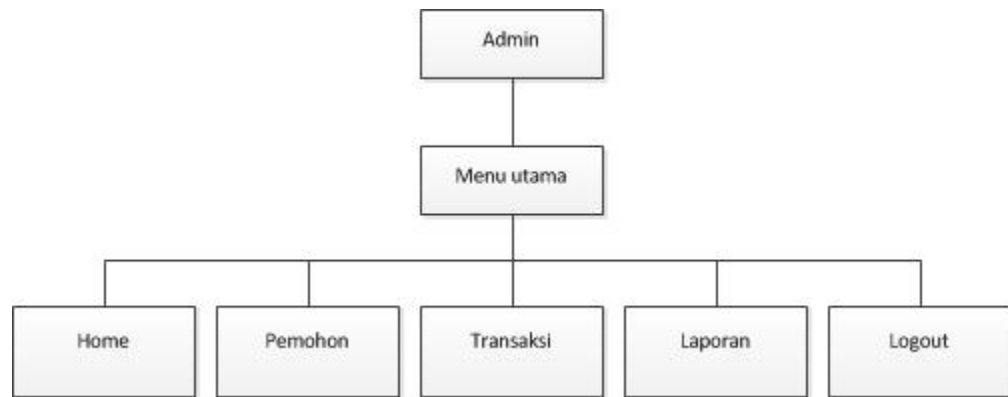 Admin
Menu utama
Home
Pemohon
Transaksi
Laporan
Logout